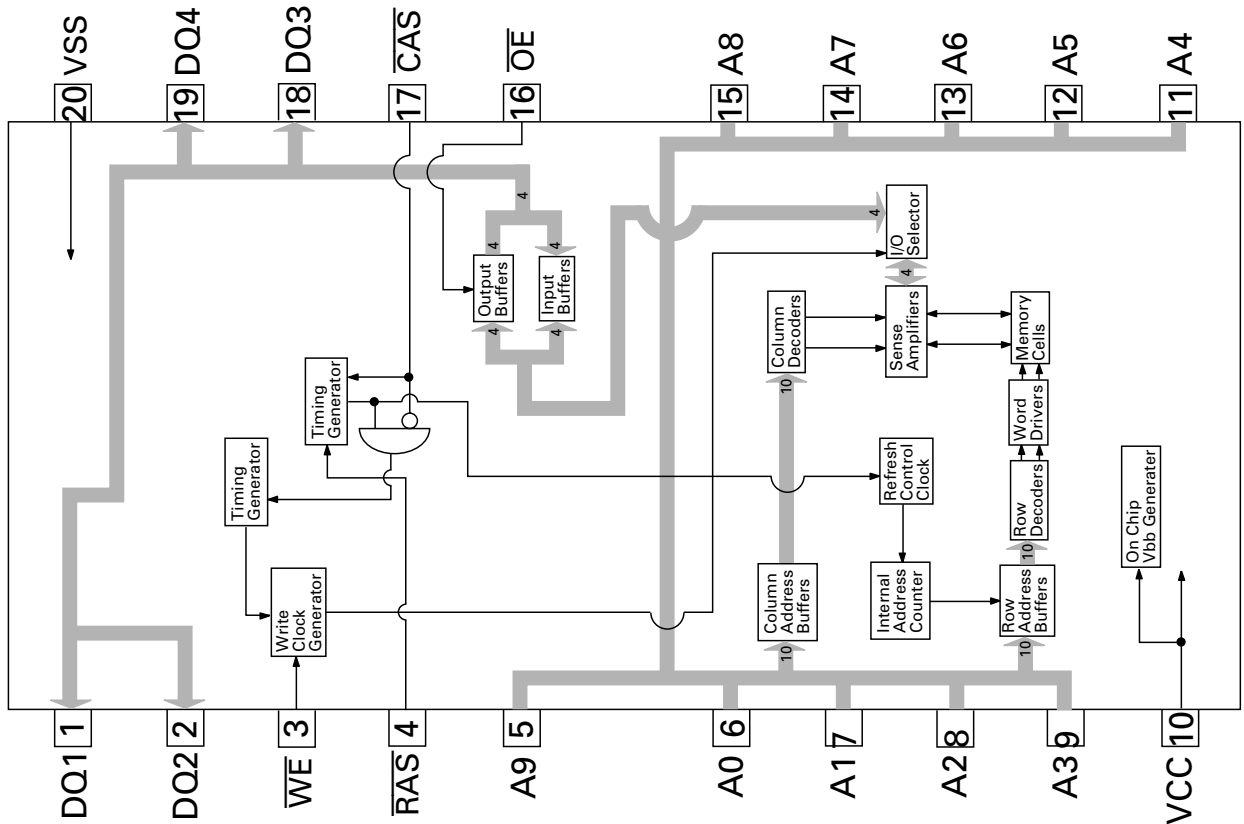 20 VSS
19 DQ4
18 DQ3
17 CAS
16 OE
15 A8
14 A7
13 A6
12 A5
11 A4
4
4
4
4
I/O
Selector
4
Output
Buffers
Input
Buffers
4
4
Column
Decoders
Sense
Amplifiers
Memory
Cells
10
Timing
Generator
Word
Drivers
Timing
Generator
Refresh
Control
Clock
Row
Decoders
On Chip
Vbb Generater
10
Write
Clock
Generator
Column
Address
Buffers
Internal
Address
Counter
Row
Address
Buffers
10
10
DQ1 1
DQ2 2
WE 3
RAS 4
A9 5
A0 6
A1 7
A2 8
A3 9
VCC 10